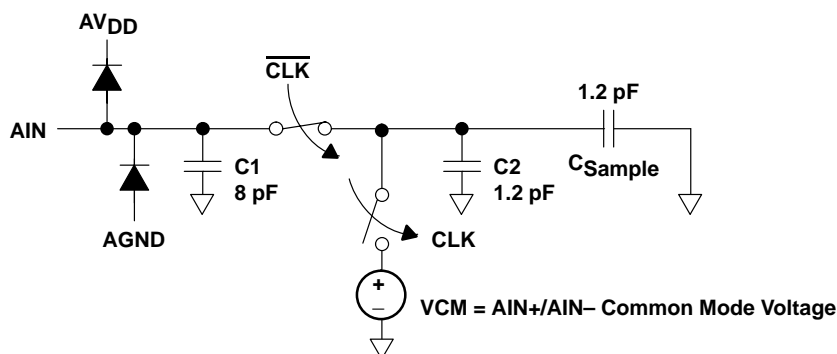 AVDD
CLK
1.2 pF
AIN
C1
8 pF
C2
1.2 pF
CSample
AGND
CLK
+
–
VCM = AIN+/AIN– Common Mode Voltage